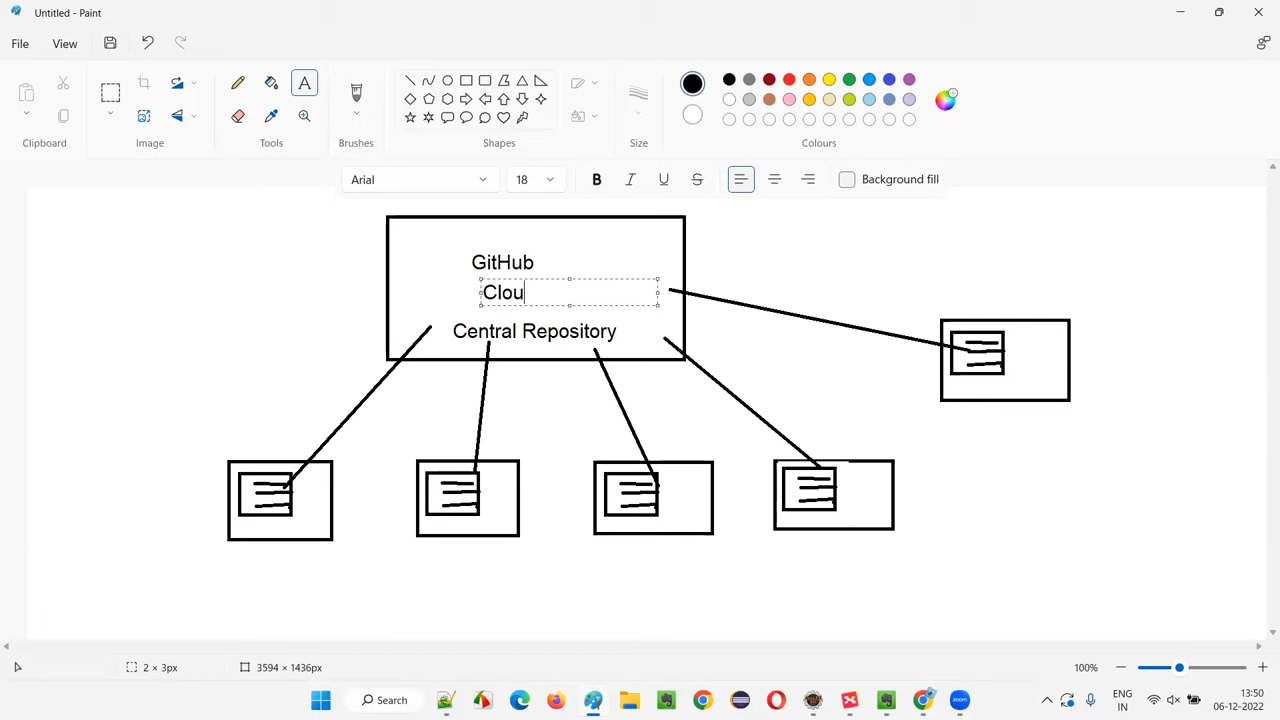 Untitled - Paint
File View
Arial 18 B I U S Background fill
Clipboard Image Tools Brushes Shapes Size Colours
GitHub
Clou
Central Repository
2 × 3px 3594 × 1436px 100%
Search
ENG
IN
13:50
06-12-2022
zoom